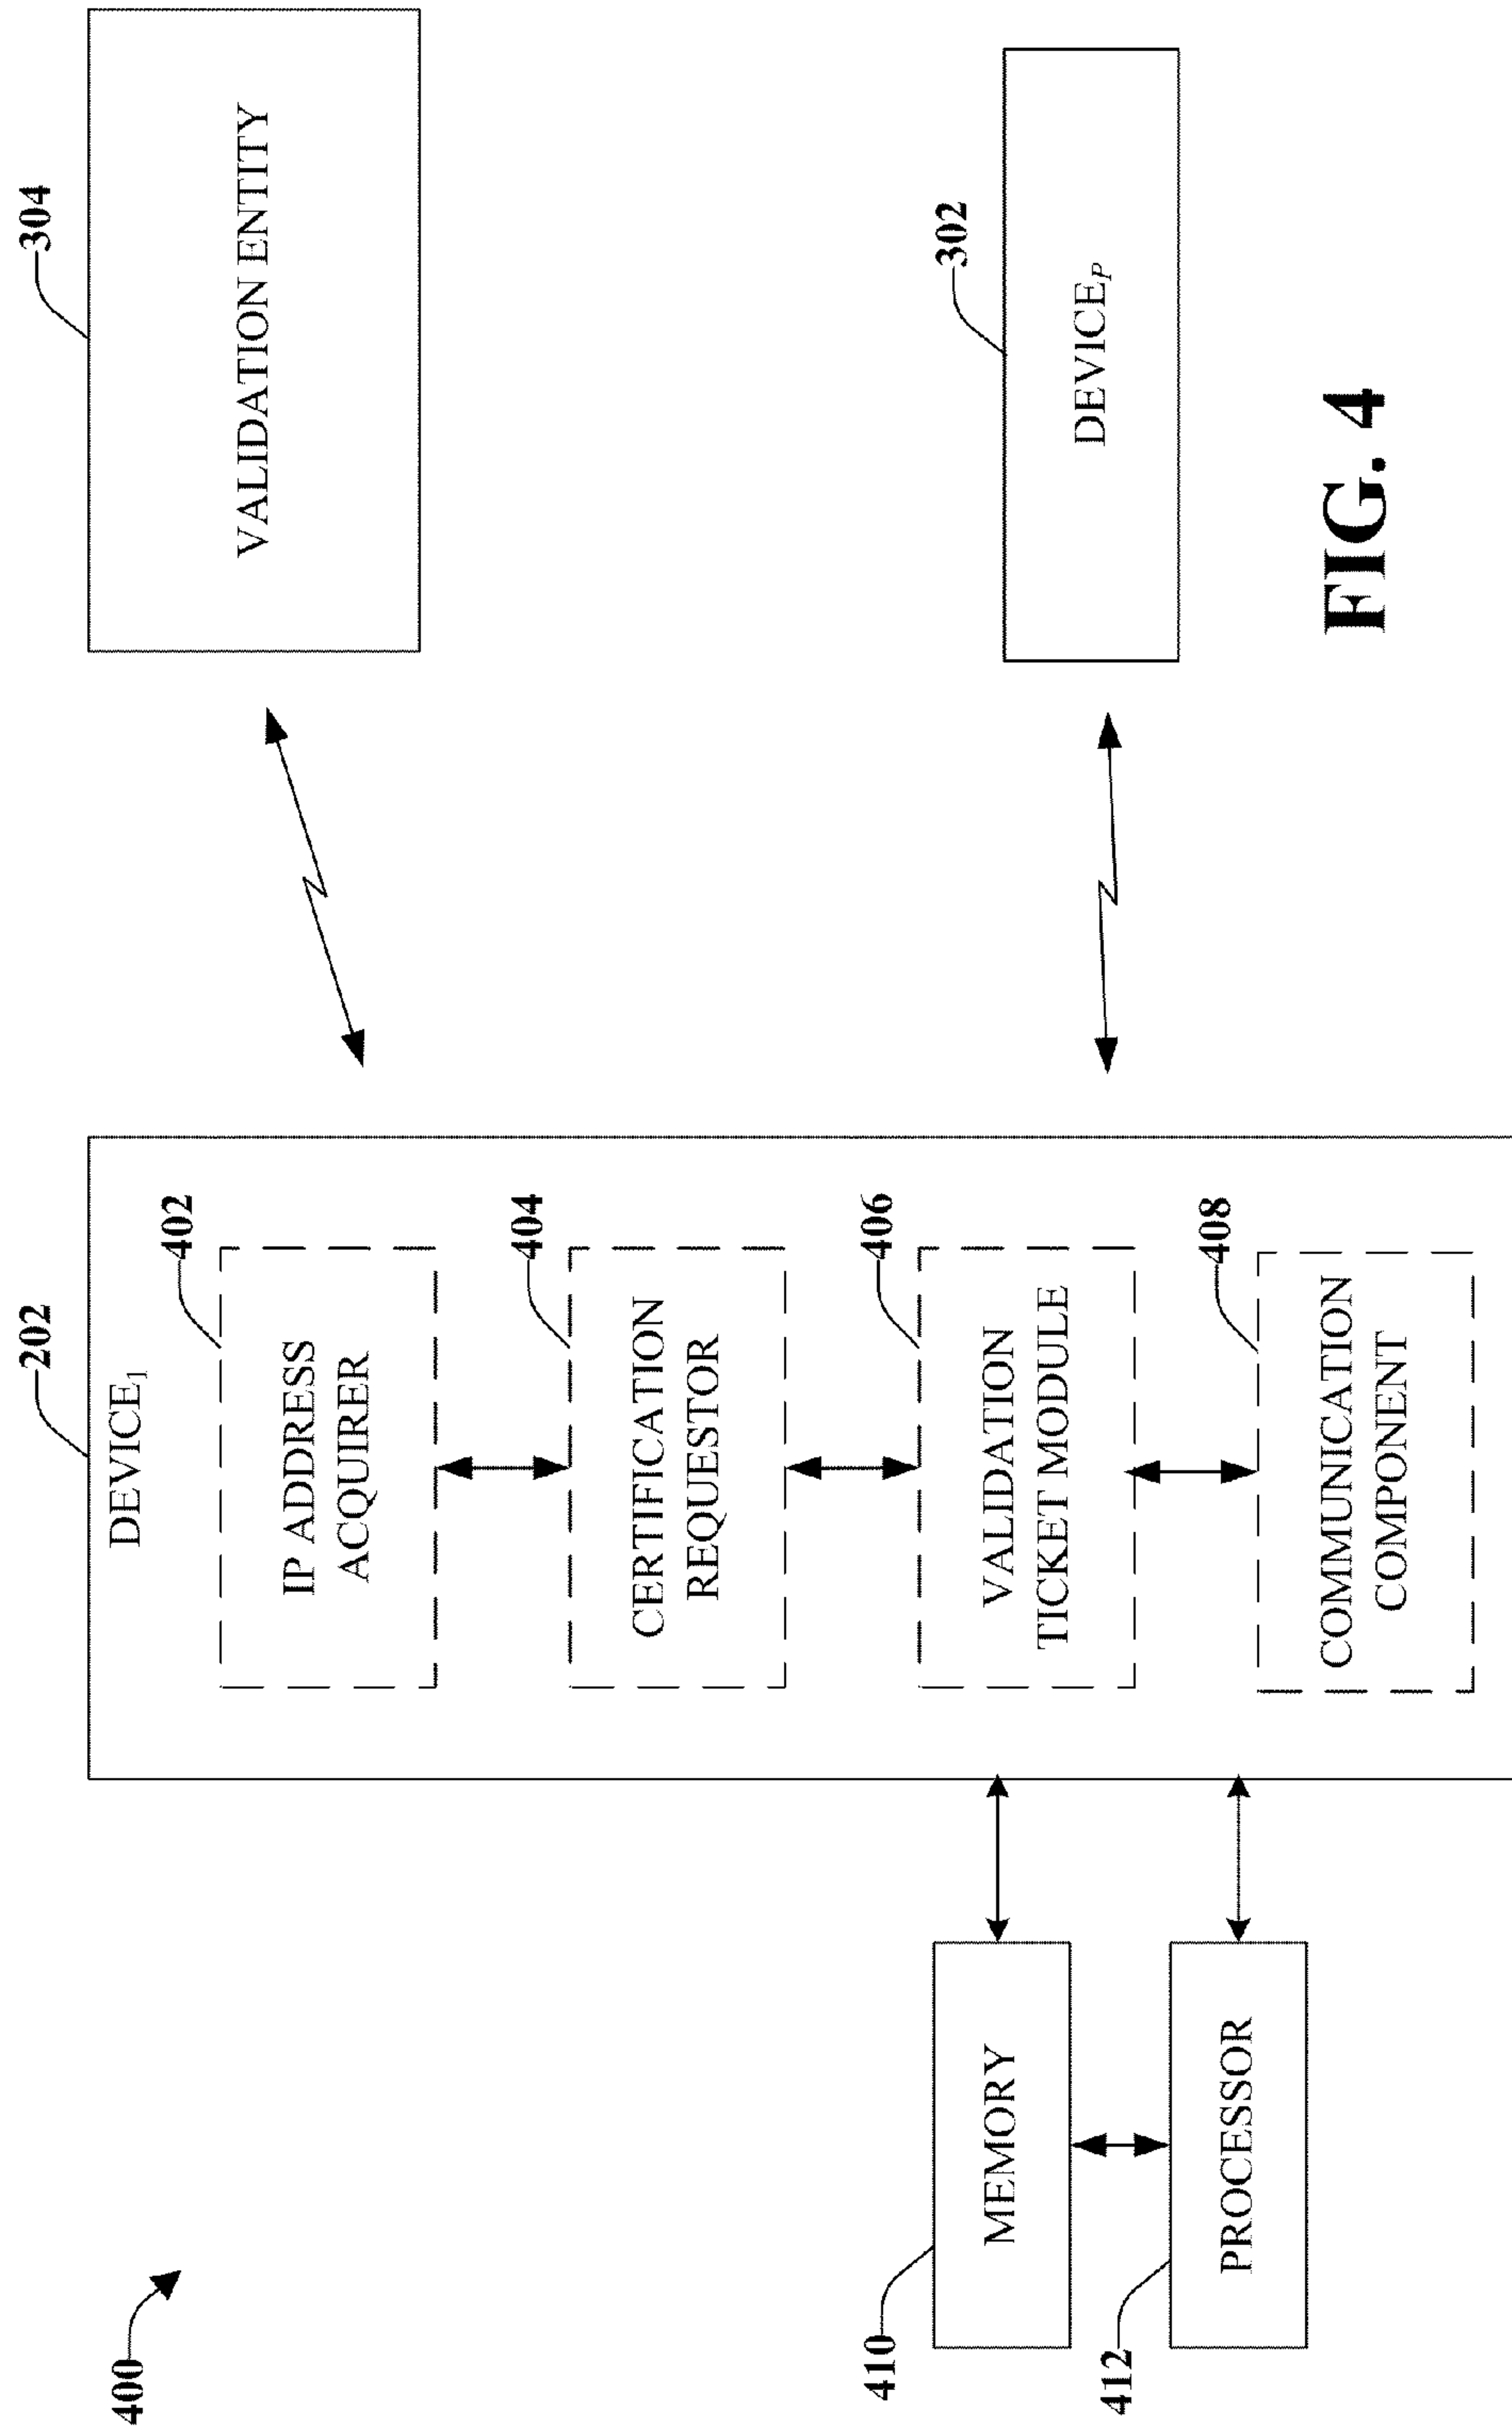 400
202
DEVICE1
402
IP ADDRESS
ACQUIRER
404
CERTIFICATION
REQUESTOR
406
VALIDATION
TICKET MODULE
408
COMMUNICATION
COMPONENT
410
MEMORY
412
PROCESSOR
304
VALIDATION ENTITY
302
DEVICEP
FIG. 4